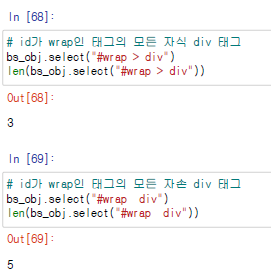 In [68]:
# id가 wrap인 태그의 모든 자식 div 태그
bs_obj.select("#wrap > div")
len(bs_obj.select("#wrap > div"))
Out[68]:
3
In [69]:
# id가 wrap인 태그의 모든 자손 div 태그
bs_obj.select("#wrap  div")
len(bs_obj.select("#wrap  div"))
Out[69]:
5